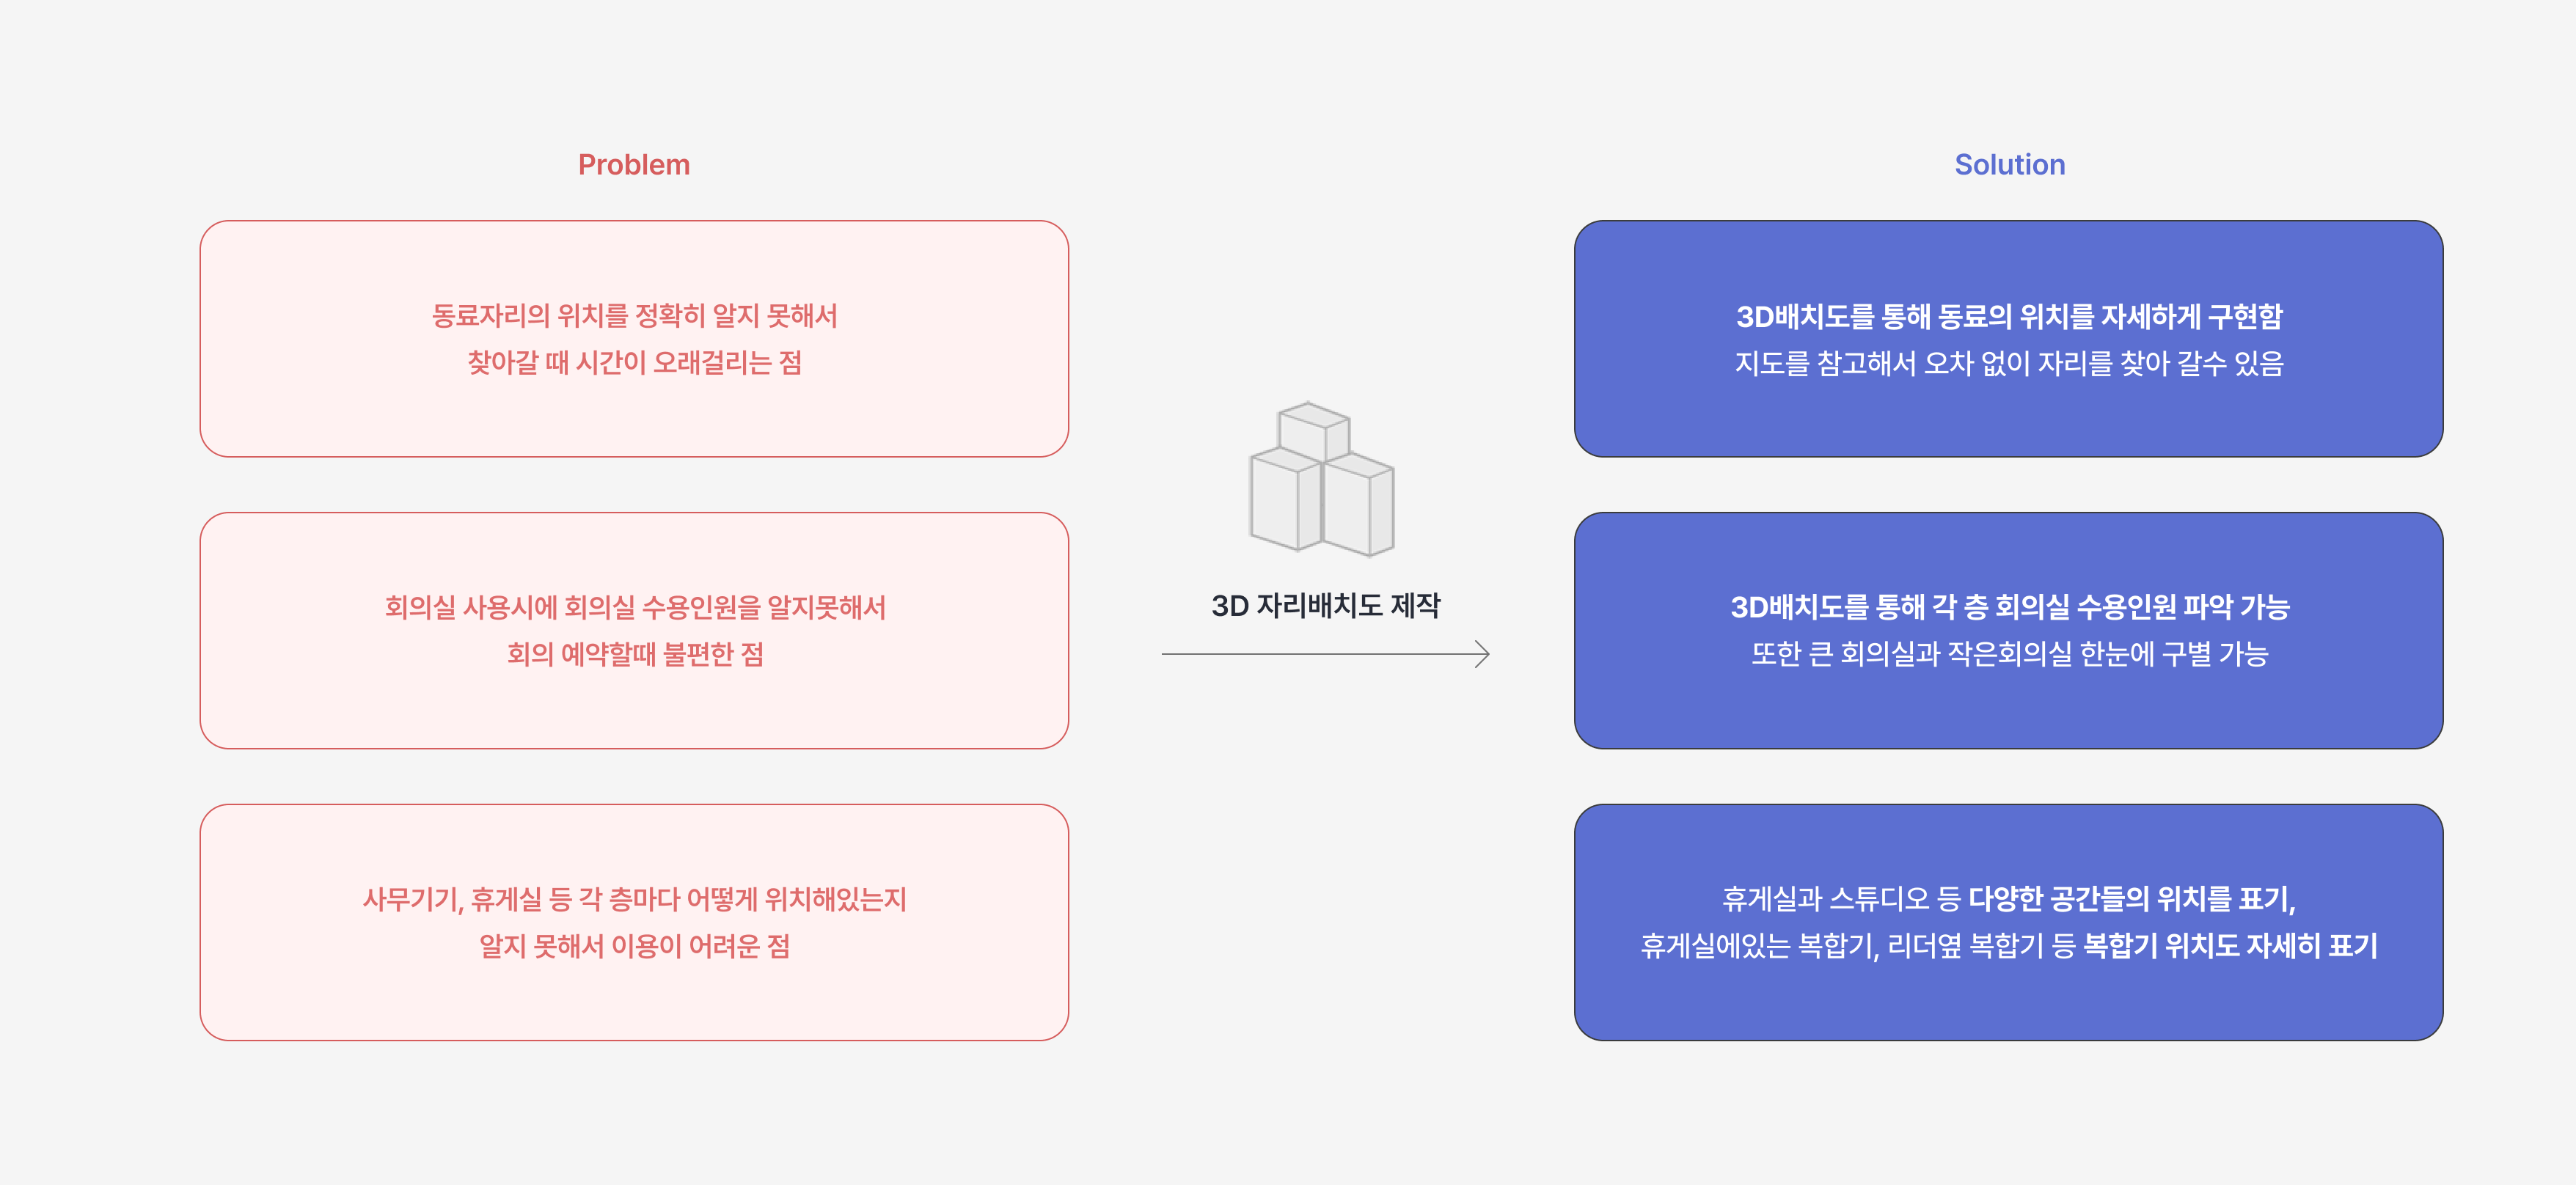 Problem
동료자리의 위치를 정확히 알지 못해서
찾아갈 때 시간이 오래걸리는 점
회의실 사용시에 회의실 수용인원을 알지못해서
회의 예약할때 불편한 점
사무기기, 휴게실 등 각 층마다 어떻게 위치해있는지
알지 못해서 이용이 어려운 점
3D 자리배치도 제작
Solution
3D배치도를 통해 동료의 위치를 자세하게 구현함
지도를 참고해서 오차 없이 자리를 찾아 갈수 있음
3D배치도를 통해 각 층 회의실 수용인원 파악 가능
또한 큰 회의실과 작은회의실 한눈에 구별 가능
휴게실과 스튜디오 등 다양한 공간들의 위치를 표기,
휴게실에있는 복합기, 리더옆 복합기 등 복합기 위치도 자세히 표기